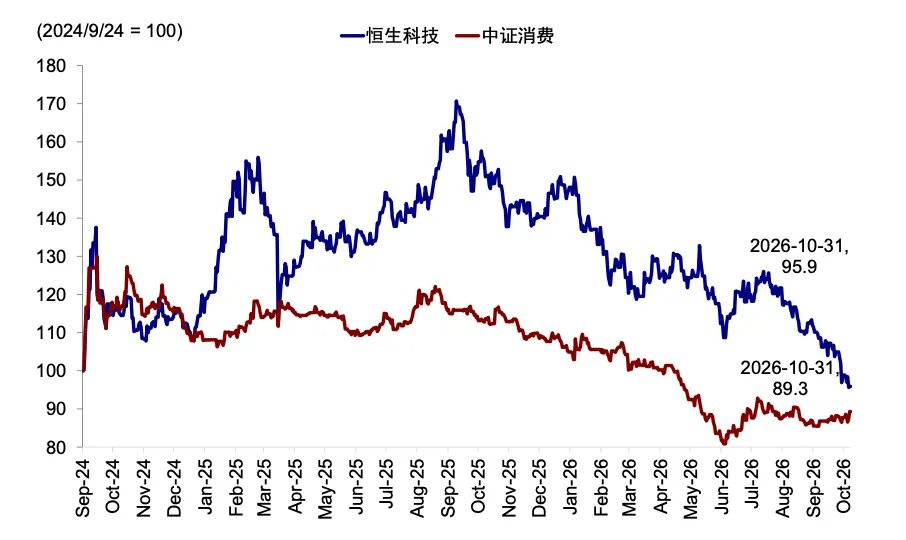 (2024/9/24 = 100)
恒生科技 中证消费
180
170
160
150
140
130
120
110
100
90
80
2026-10-31,
95.9
2026-10-31,
89.3
Sep-24
Oct-24
Nov-24
Dec-24
Jan-25
Feb-25
Mar-25
Apr-25
May-25
Jun-25
Jul-25
Aug-25
Sep-25
Oct-25
Nov-25
Dec-25
Jan-26
Feb-26
Mar-26
Apr-26
May-26
Jun-26
Jul-26
Aug-26
Sep-26
Oct-26